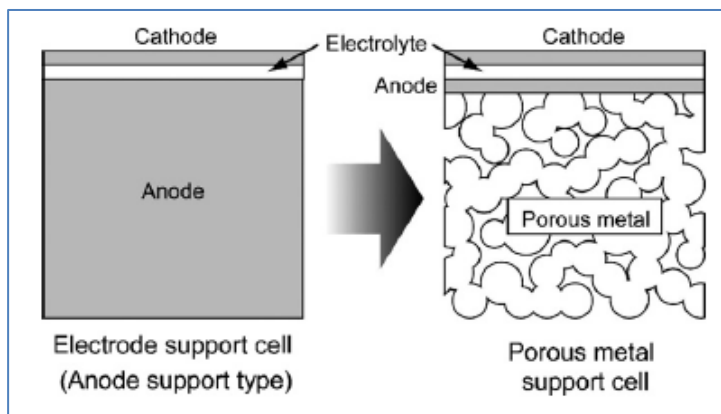 Cathode
Electrolyte
Cathode
Anode
Anode
Porous metal
Electrode support cell
(Anode support type)
Porous metal
support cell